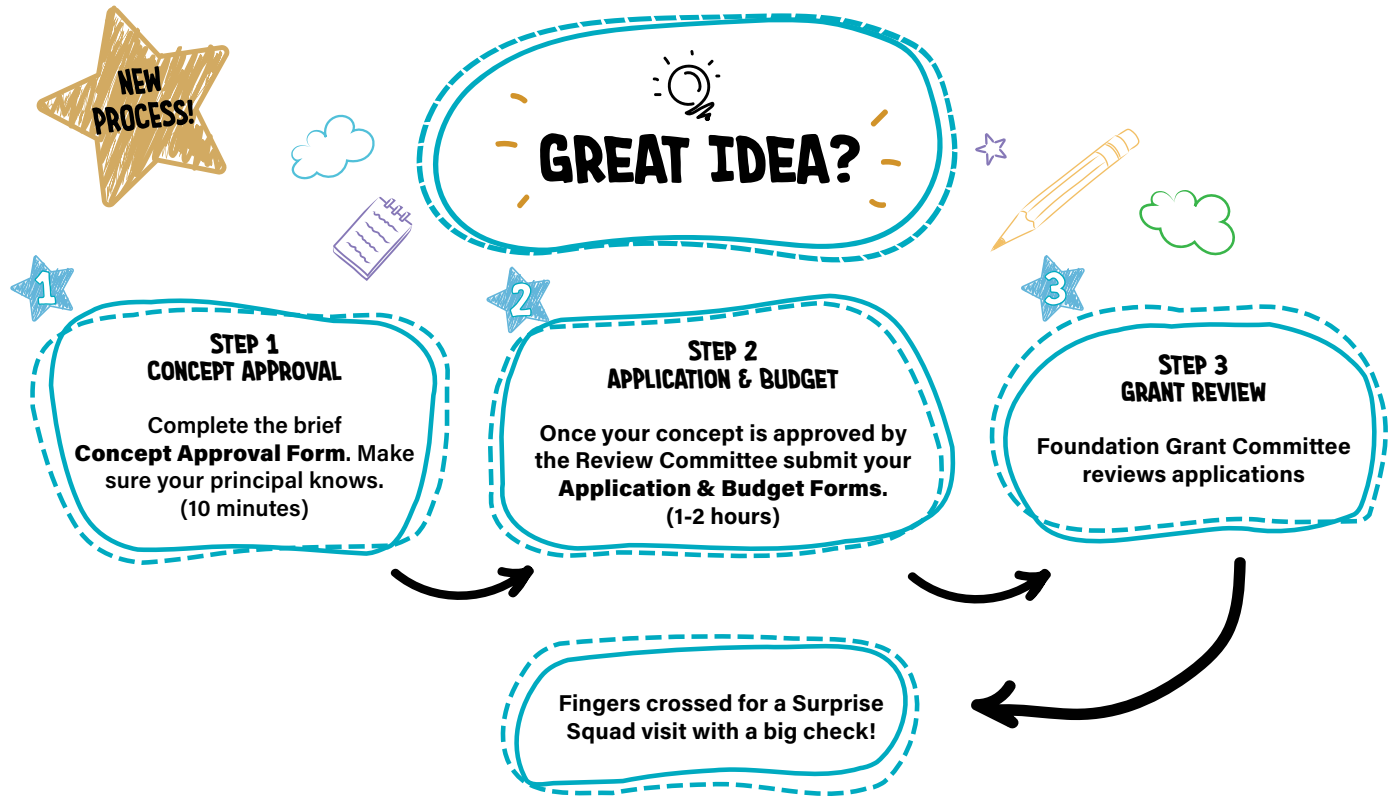 NEW
PROCESS!
GREAT IDEA?
1
STEP 1
CONCEPT APPROVAL
Complete the brief
Concept Approval Form. Make
sure your principal knows.
(10 minutes)
2
STEP 2
APPLICATION & BUDGET
Once your concept is approved by
the Review Committee submit your
Application & Budget Forms.
(1-2 hours)
3
STEP 3
GRANT REVIEW
Foundation Grant Committee
reviews applications
Fingers crossed for a Surprise
Squad visit with a big check!